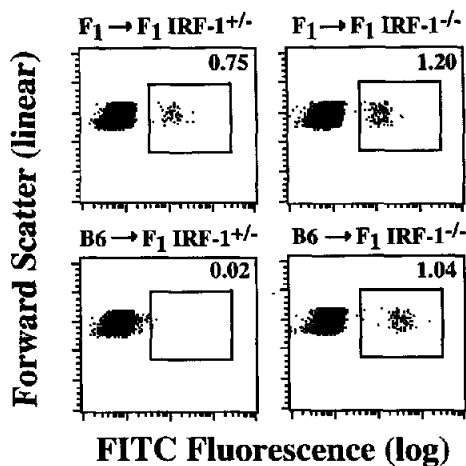 F₁ → F₁ IRF-1⁺/⁻ F₁ → F₁ IRF-1⁻/⁻
0.75 1.20
B6 → F₁ IRF-1⁺/⁻ B6 → F₁ IRF-1⁻/⁻
0.02 1.04
Forward Scatter (linear)
FITC Fluorescence (log)